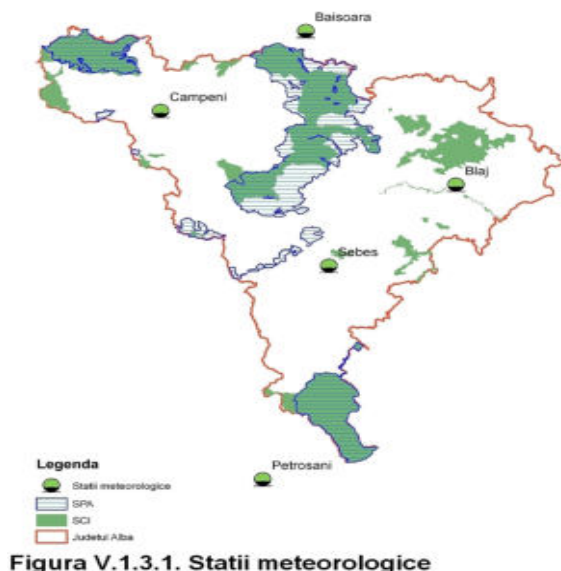 Baisoara
Campeni
Blaj
Sebes
Petrosani
Legenda
Statii meteorologice
SPA
SCI
Judetul Alba
Figura V.1.3.1. Statii meteorologice